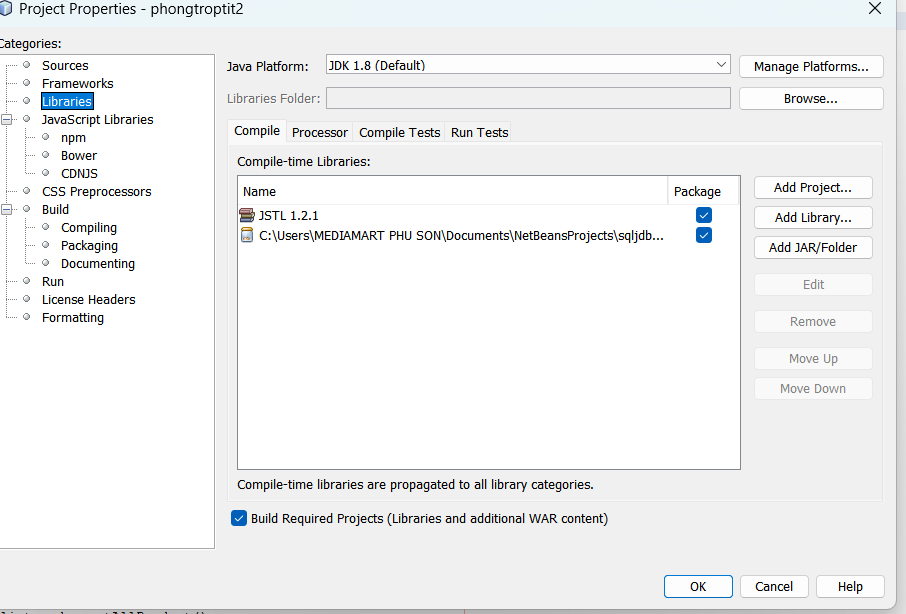 Project Properties - phongtroptit2
Categories:
Sources
Frameworks
Libraries
JavaScript Libraries
npm
Bower
CDNJS
CSS Preprocessors
Build
Compiling
Packaging
Documenting
Run
License Headers
Formatting
Java Platform:
JDK 1.8 (Default)
Manage Platforms...
Libraries Folder:
Browse...
Compile
Processor
Compile Tests
Run Tests
Compile-time Libraries:
Name
Package
JSTL 1.2.1
C:\Users\MEDIAMART PHU SON\Documents\NetBeansProjects\sqljdb...
Add Project...
Add Library...
Add JAR/Folder
Edit
Remove
Move Up
Move Down
Compile-time libraries are propagated to all library categories.
Build Required Projects (Libraries and additional WAR content)
OK
Cancel
Help